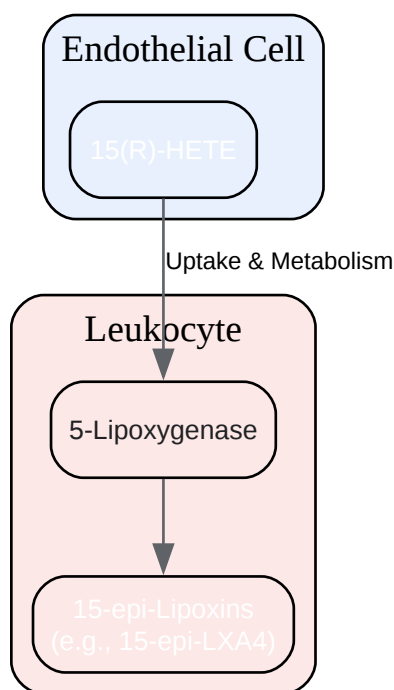 Endothelial Cell
15(R)-HETE
Uptake & Metabolism
Leukocyte
5-Lipoxygenase
15-epi-Lipoxins
(e.g., 15-epi-LXA4)